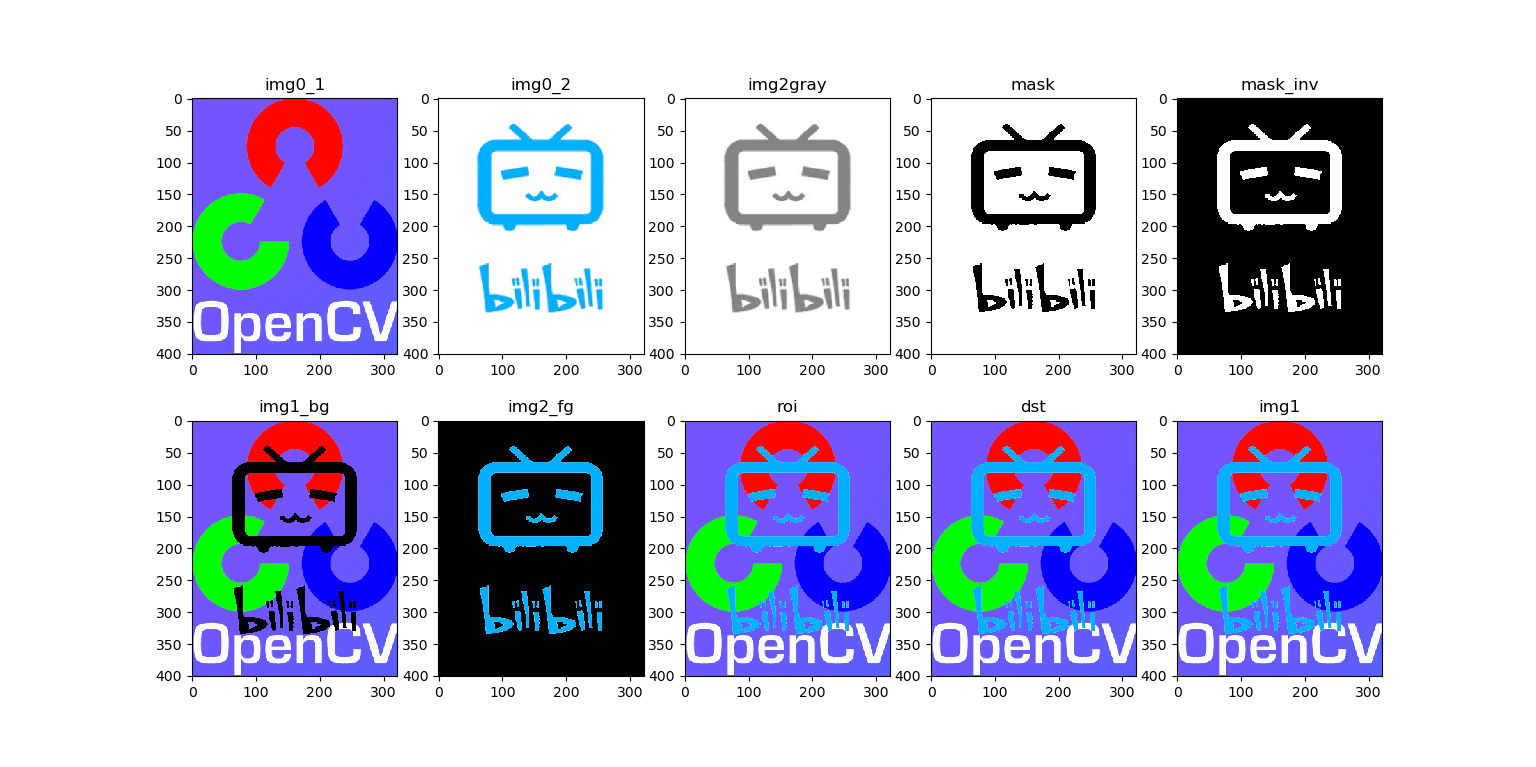 img0_1 img0_2 img2gray mask mask_inv
0 0 0 0 0
50 50 50 50 50
100 100 100 100 100
150 150 150 150 150
200 200 200 200 200
250 250 250 250 250
bilibili bilibili bilibili bilibili
300 300 300 300 300
OpenCV
350 350 350 350 350
400 400 400 400 400
0 100 200 300 0 100 200 300 0 100 200 300 0 100 200 300 0 100 200 300
img1_bg img2_fg roi dst img1
0 0 0 0 0
50 50 50 50 50
100 100 100 100 100
150 150 150 150 150
200 200 200 200 200
250 250 250 250 250
bilibili bilibili bilibili bilibili bilibili
300 300 300 300 300
OpenCV OpenCV OpenCV OpenCV
350 350 350 350 350
400 400 400 400 400
0 100 200 300 0 100 200 300 0 100 200 300 0 100 200 300 0 100 200 300